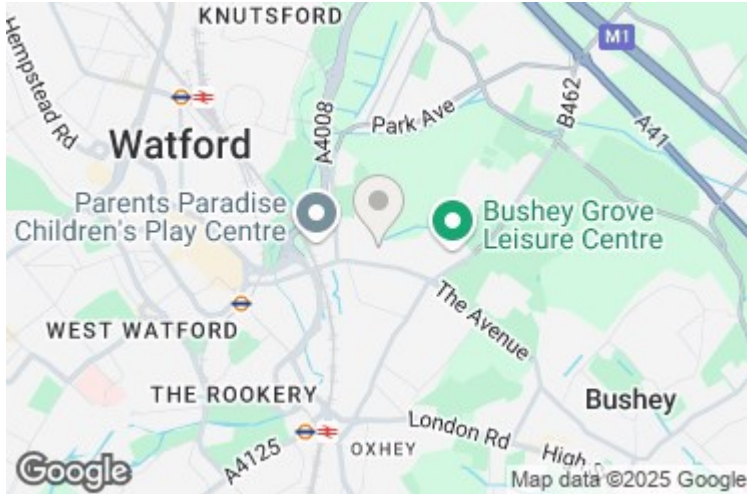 KNUTSFORD
M1
Hempstead Rd
A4008
B462
Park Ave
A41
Watford
Parents Paradise
Children's Play Centre
Bushey Grove
Leisure Centre
The Avenue
WEST WATFORD
THE ROOKERY
Bushey
London Rd
High
A4125
OXHEY
Google
Map data ©2025 Google